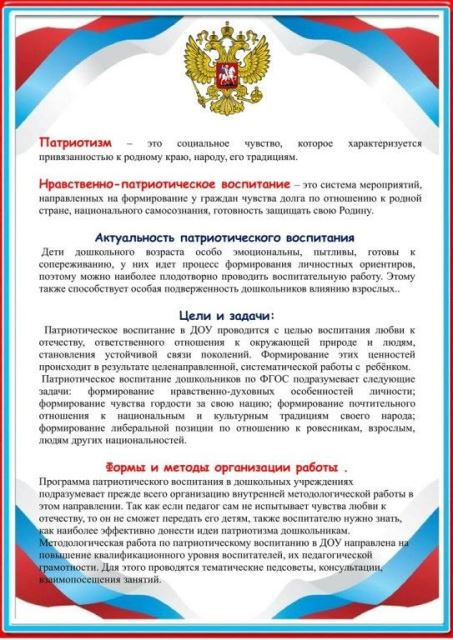 Патриотизм – это социальное чувство, которое характеризуется
привязанностью к родному краю, народу, его традициям.
Нравственно-патриотическое воспитание – это система мероприятий,
направленных на формирование у граждан чувства долга по отношению к родной
стране, национального самосознания, готовность защищать свою Родину.
Актуальность патриотического воспитания
Дети дошкольного возраста особо эмоциональны, пытливы, готовы к
сопереживанию, у них идет процесс формирования личностных ориентиров,
поэтому можно наиболее плодотворно проводить воспитательную работу. Этому
также способствует особая подверженность дошкольников влиянию взрослых..
Цели и задачи:
Патриотическое воспитание в ДОУ проводится с целью воспитания любви к
отечеству, ответственного отношения к окружающей природе и людям,
становления устойчивой связи поколений. Формирование этих ценностей
происходит в результате целенаправленной, систематической работы с ребёнком.
Патриотическое воспитание дошкольников по ФГОС подразумевает следующие
задачи: формирование нравственно-духовных особенностей личности;
формирование чувства гордости за свою нацию; формирование почтительного
отношения к национальным и культурным традициям своего народа;
формирование либеральной позиции по отношению к ровесникам, взрослым,
людям других национальностей.
Формы и методы организации работы .
Программа патриотического воспитания в дошкольных учреждениях
подразумевает прежде всего организацию внутренней методологической работы в
этом направлении. Так как если педагог сам не испытывает чувства любви к
отечеству, то он не сможет передать его детям, также воспитателю нужно знать,
как наиболее эффективно донести идеи патриотизма дошкольникам.
Методологическая работа по патриотическому воспитанию в ДОУ направлена на
повышение квалификационного уровня воспитателей, их педагогической
грамотности. Для этого проводятся тематические педсоветы, консультации,
взаимопосещения занятий.